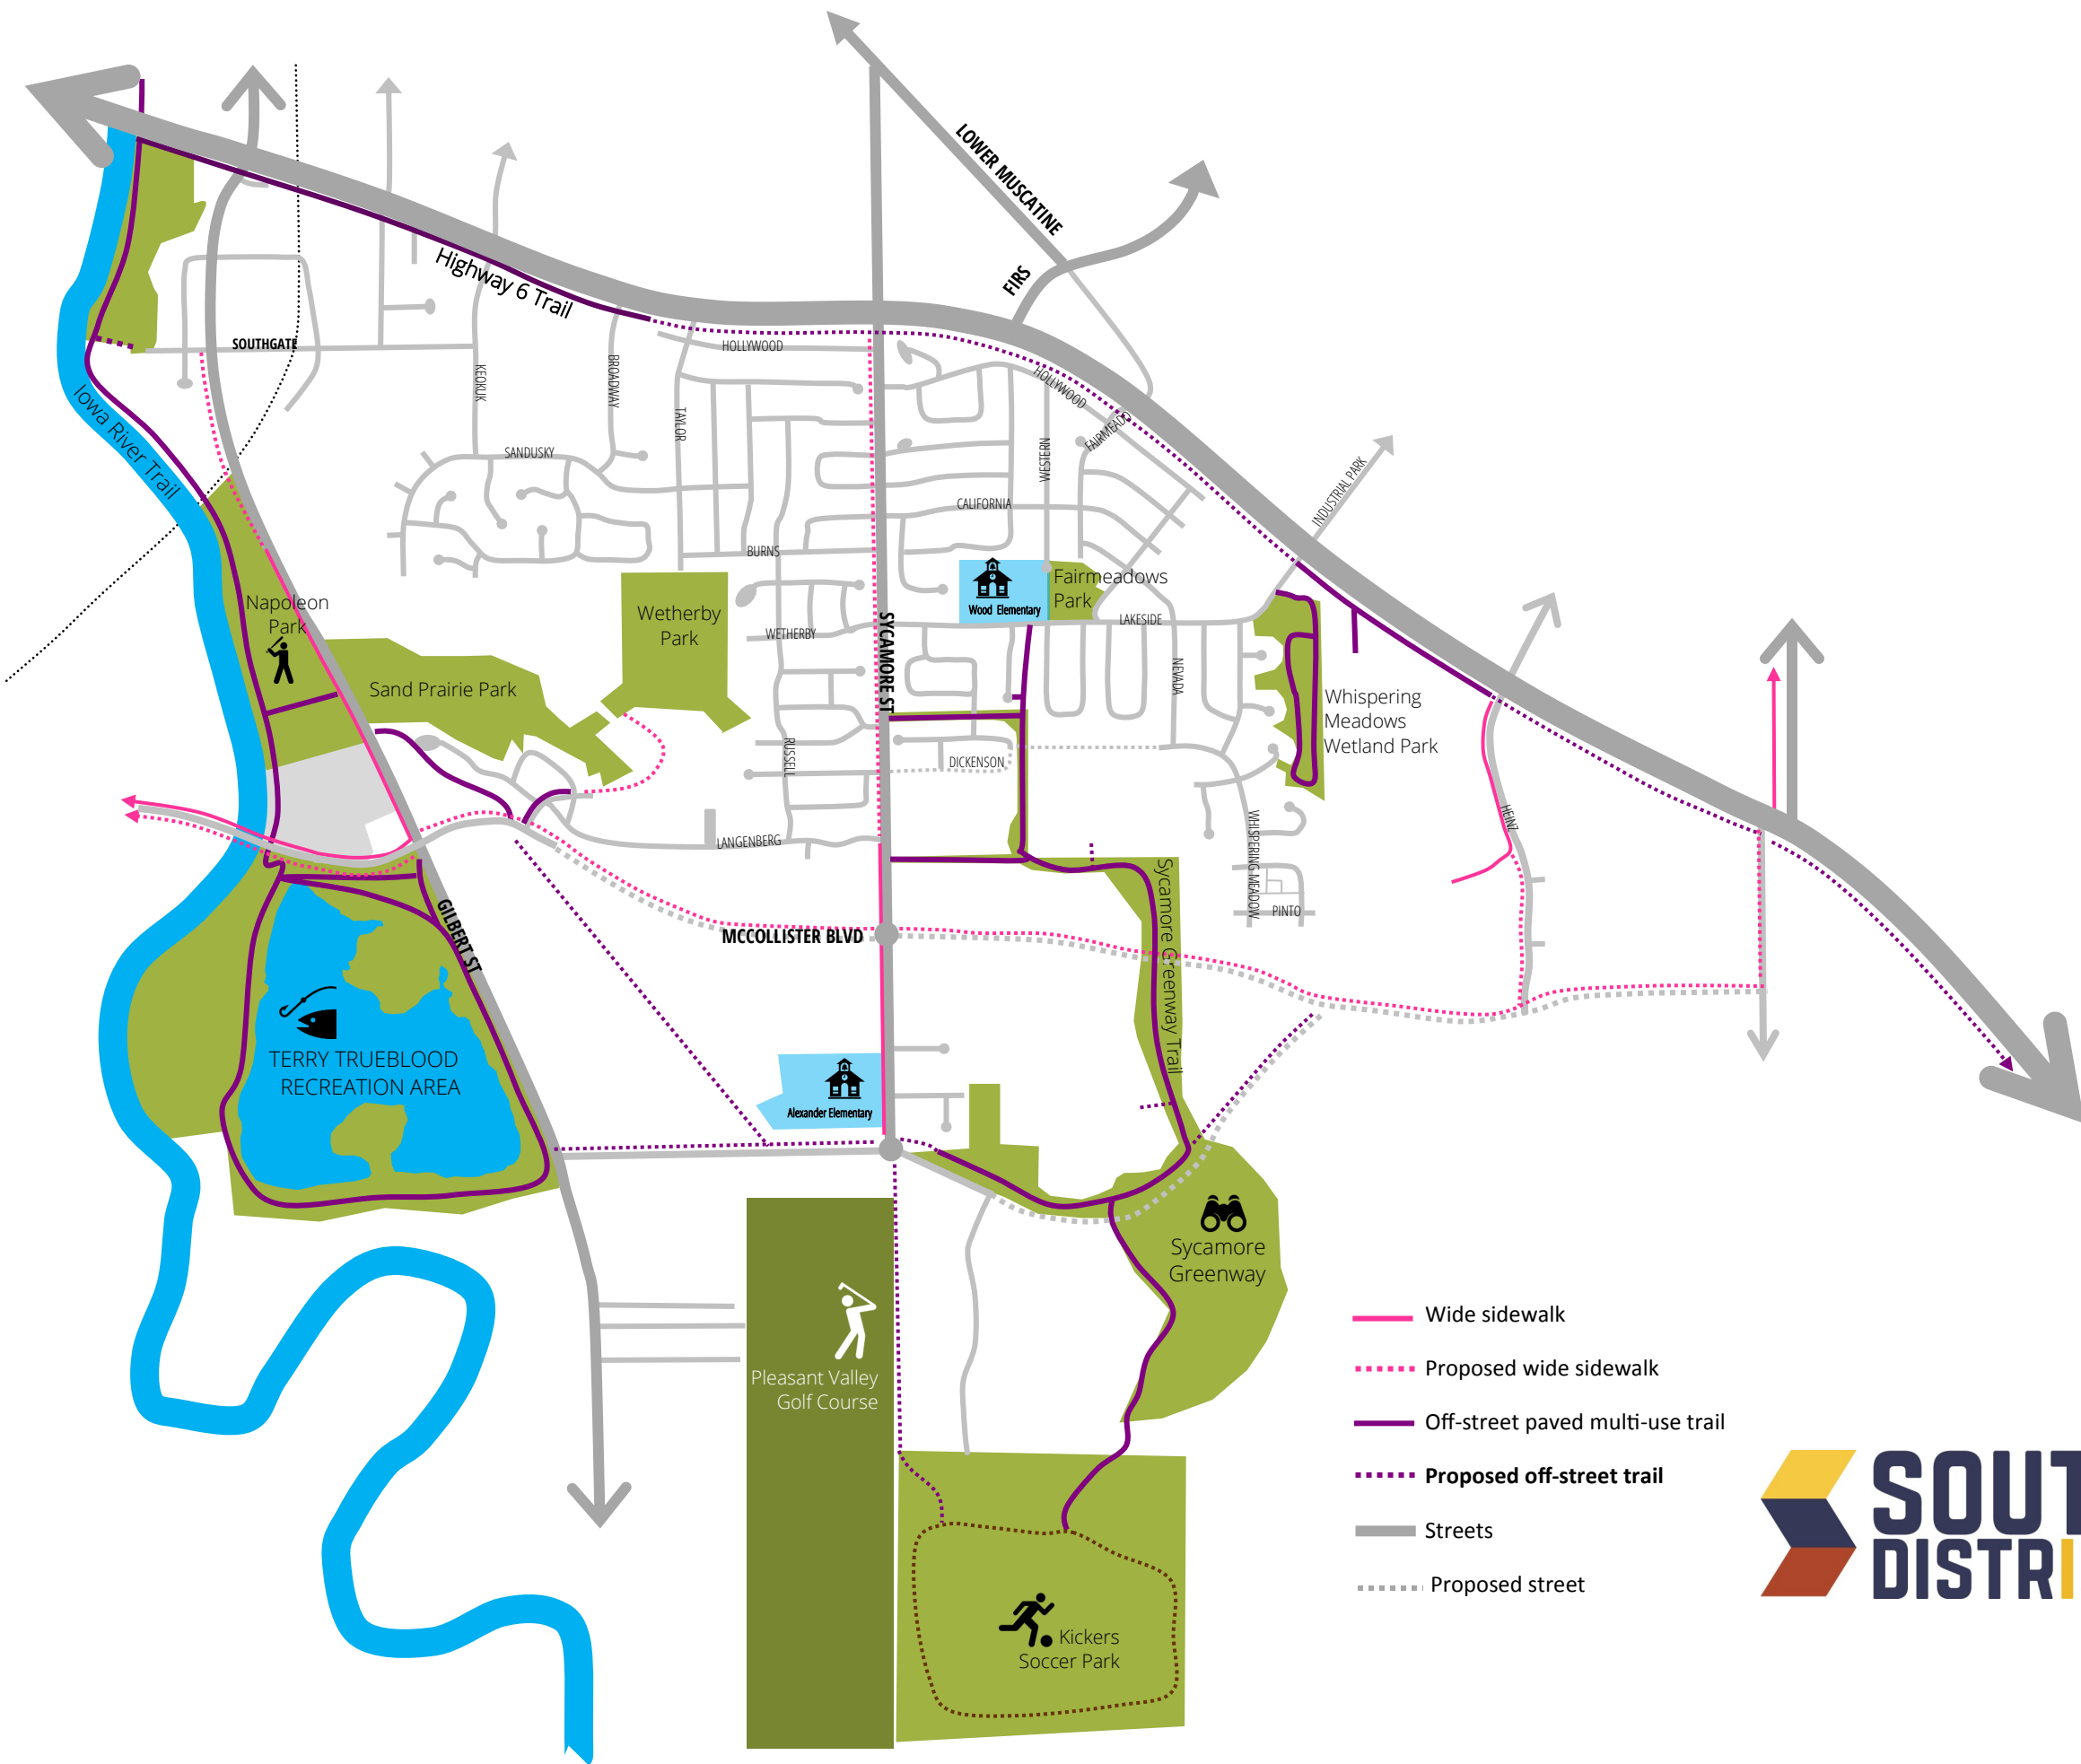 LOWER MUSCATINE
FIRS
Highway 6 Trail
SOUTHGATE
HOLLYWOOD
KEOKUK
BROADWAY
TAYLOR
HOLLYWOOD
FAIRMEADO
WESTERN
Iowa River Trail
SANDUSKY
INDUSTRIAL PARK
CALIFORNIA
BURNS
Napoleon
Park
Wetherby
Park
Wood Elementary
Fairmeadows
Park
LAKESIDE
WETHERBY
SYCAMORE ST
NEVADA
Sand Prairie Park
Whispering
Meadows
Wetland Park
RUSSELL
DICKENSON
HEINZ
LANGENBERG
WHISPERING MEADOW
PINTO
Sycamore Greenway Trail
GILBERT ST
MCCOLLISTER BLVD
TERRY TRUEBLOOD
RECREATION AREA
Alexander Elementary
Sycamore
Greenway
Pleasant Valley
Golf Course
Kickers
Soccer Park
Wide sidewalk
Proposed wide sidewalk
Off-street paved multi-use trail
Proposed off-street trail
Streets
Proposed street
SOUT
DISTRI